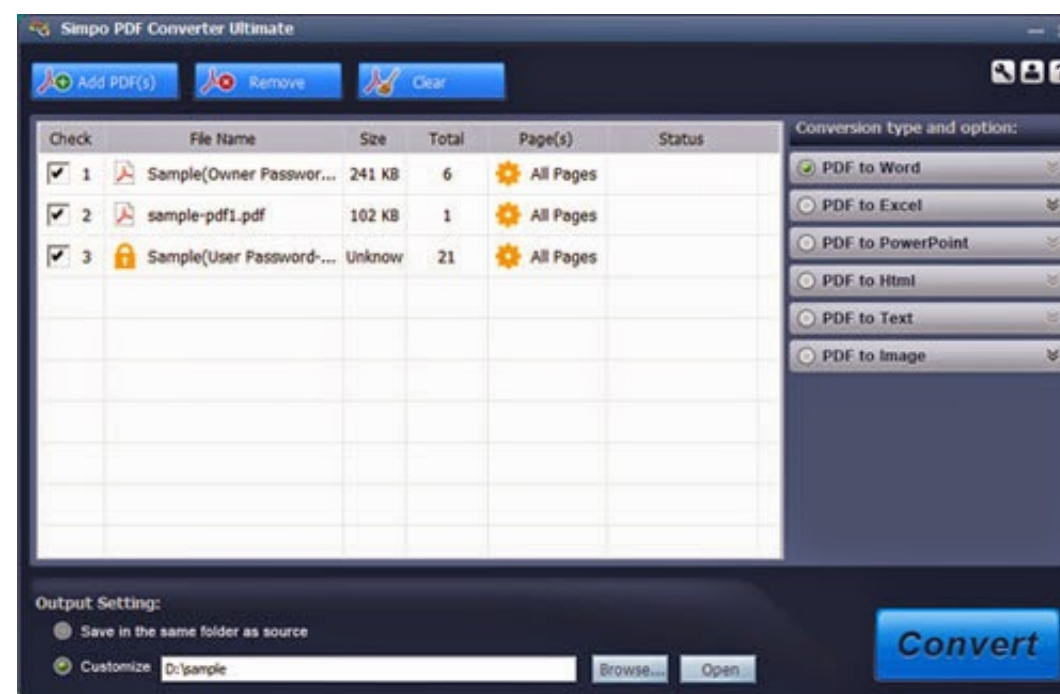 Simpo PDF Converter Ultimate
Add PDF(s) Remove Clear
Check File Name Size Total Page(s) Status
1 Sample(Owner Passwor... 241 KB 6 All Pages
2 sample-pdf1.pdf 102 KB 1 All Pages
3 Sample(User Password-... Unknow 21 All Pages
Conversion type and option:
PDF to Word
PDF to Excel
PDF to PowerPoint
PDF to Html
PDF to Text
PDF to Image
Output Setting:
Save in the same folder as source
Customize D:\sample Browse... Open
Convert